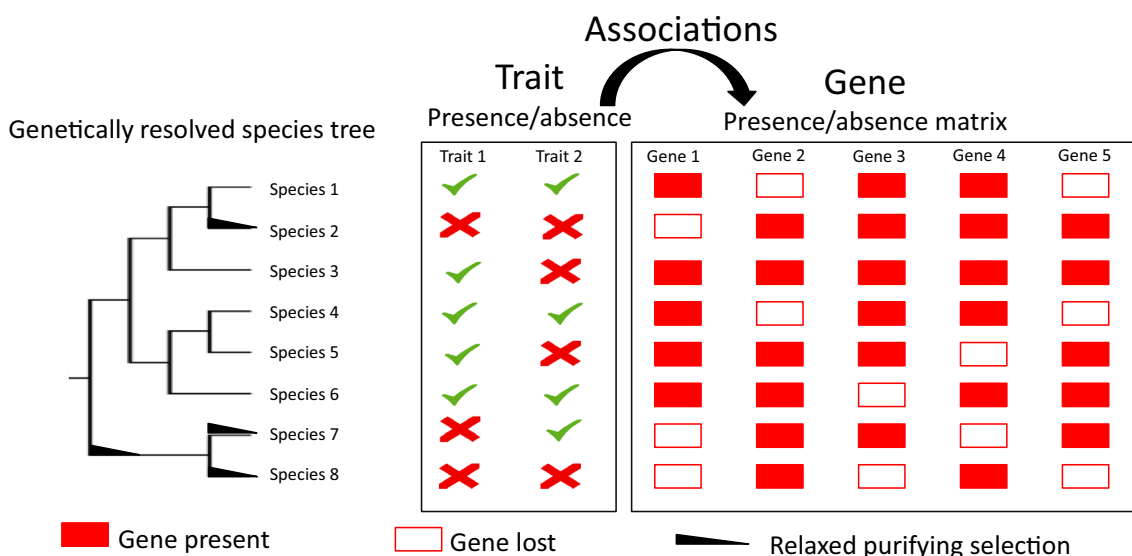 Associations
Trait
Gene
Presence/absence
Presence/absence matrix
Genetically resolved species tree
Trait 1 Trait 2
Gene 1 Gene 2 Gene 3 Gene 4 Gene 5
Species 1
Species 2
Species 3
Species 4
Species 5
Species 6
Species 7
Species 8
Gene present
Gene lost
Relaxed purifying selection